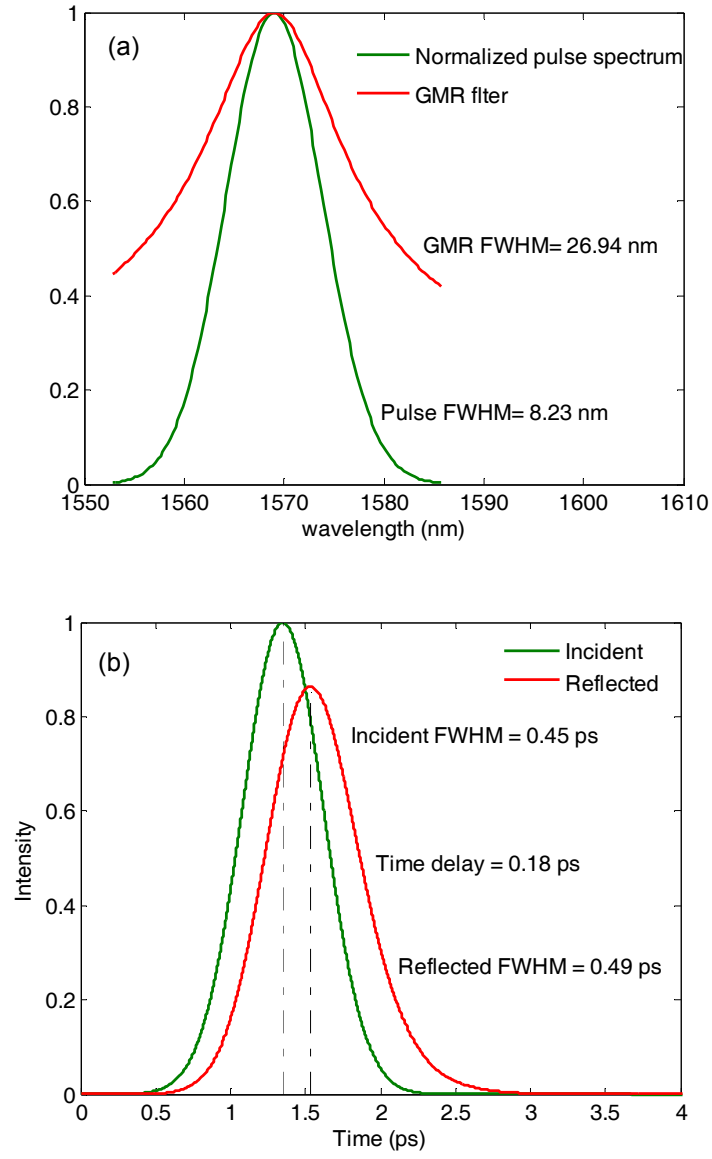 (a)
Normalized pulse spectrum
GMR flter
GMR FWHM= 26.94 nm
Pulse FWHM= 8.23 nm
1
0.8
0.6
0.4
0.2
0
1550 1560 1570 1580 1590 1600 1610
wavelength (nm)
(b)
Incident
Reflected
Incident FWHM = 0.45 ps
Time delay = 0.18 ps
Reflected FWHM = 0.49 ps
Intensity
1
0.8
0.6
0.4
0.2
0
0 0.5 1 1.5 2 2.5 3 3.5 4
Time (ps)